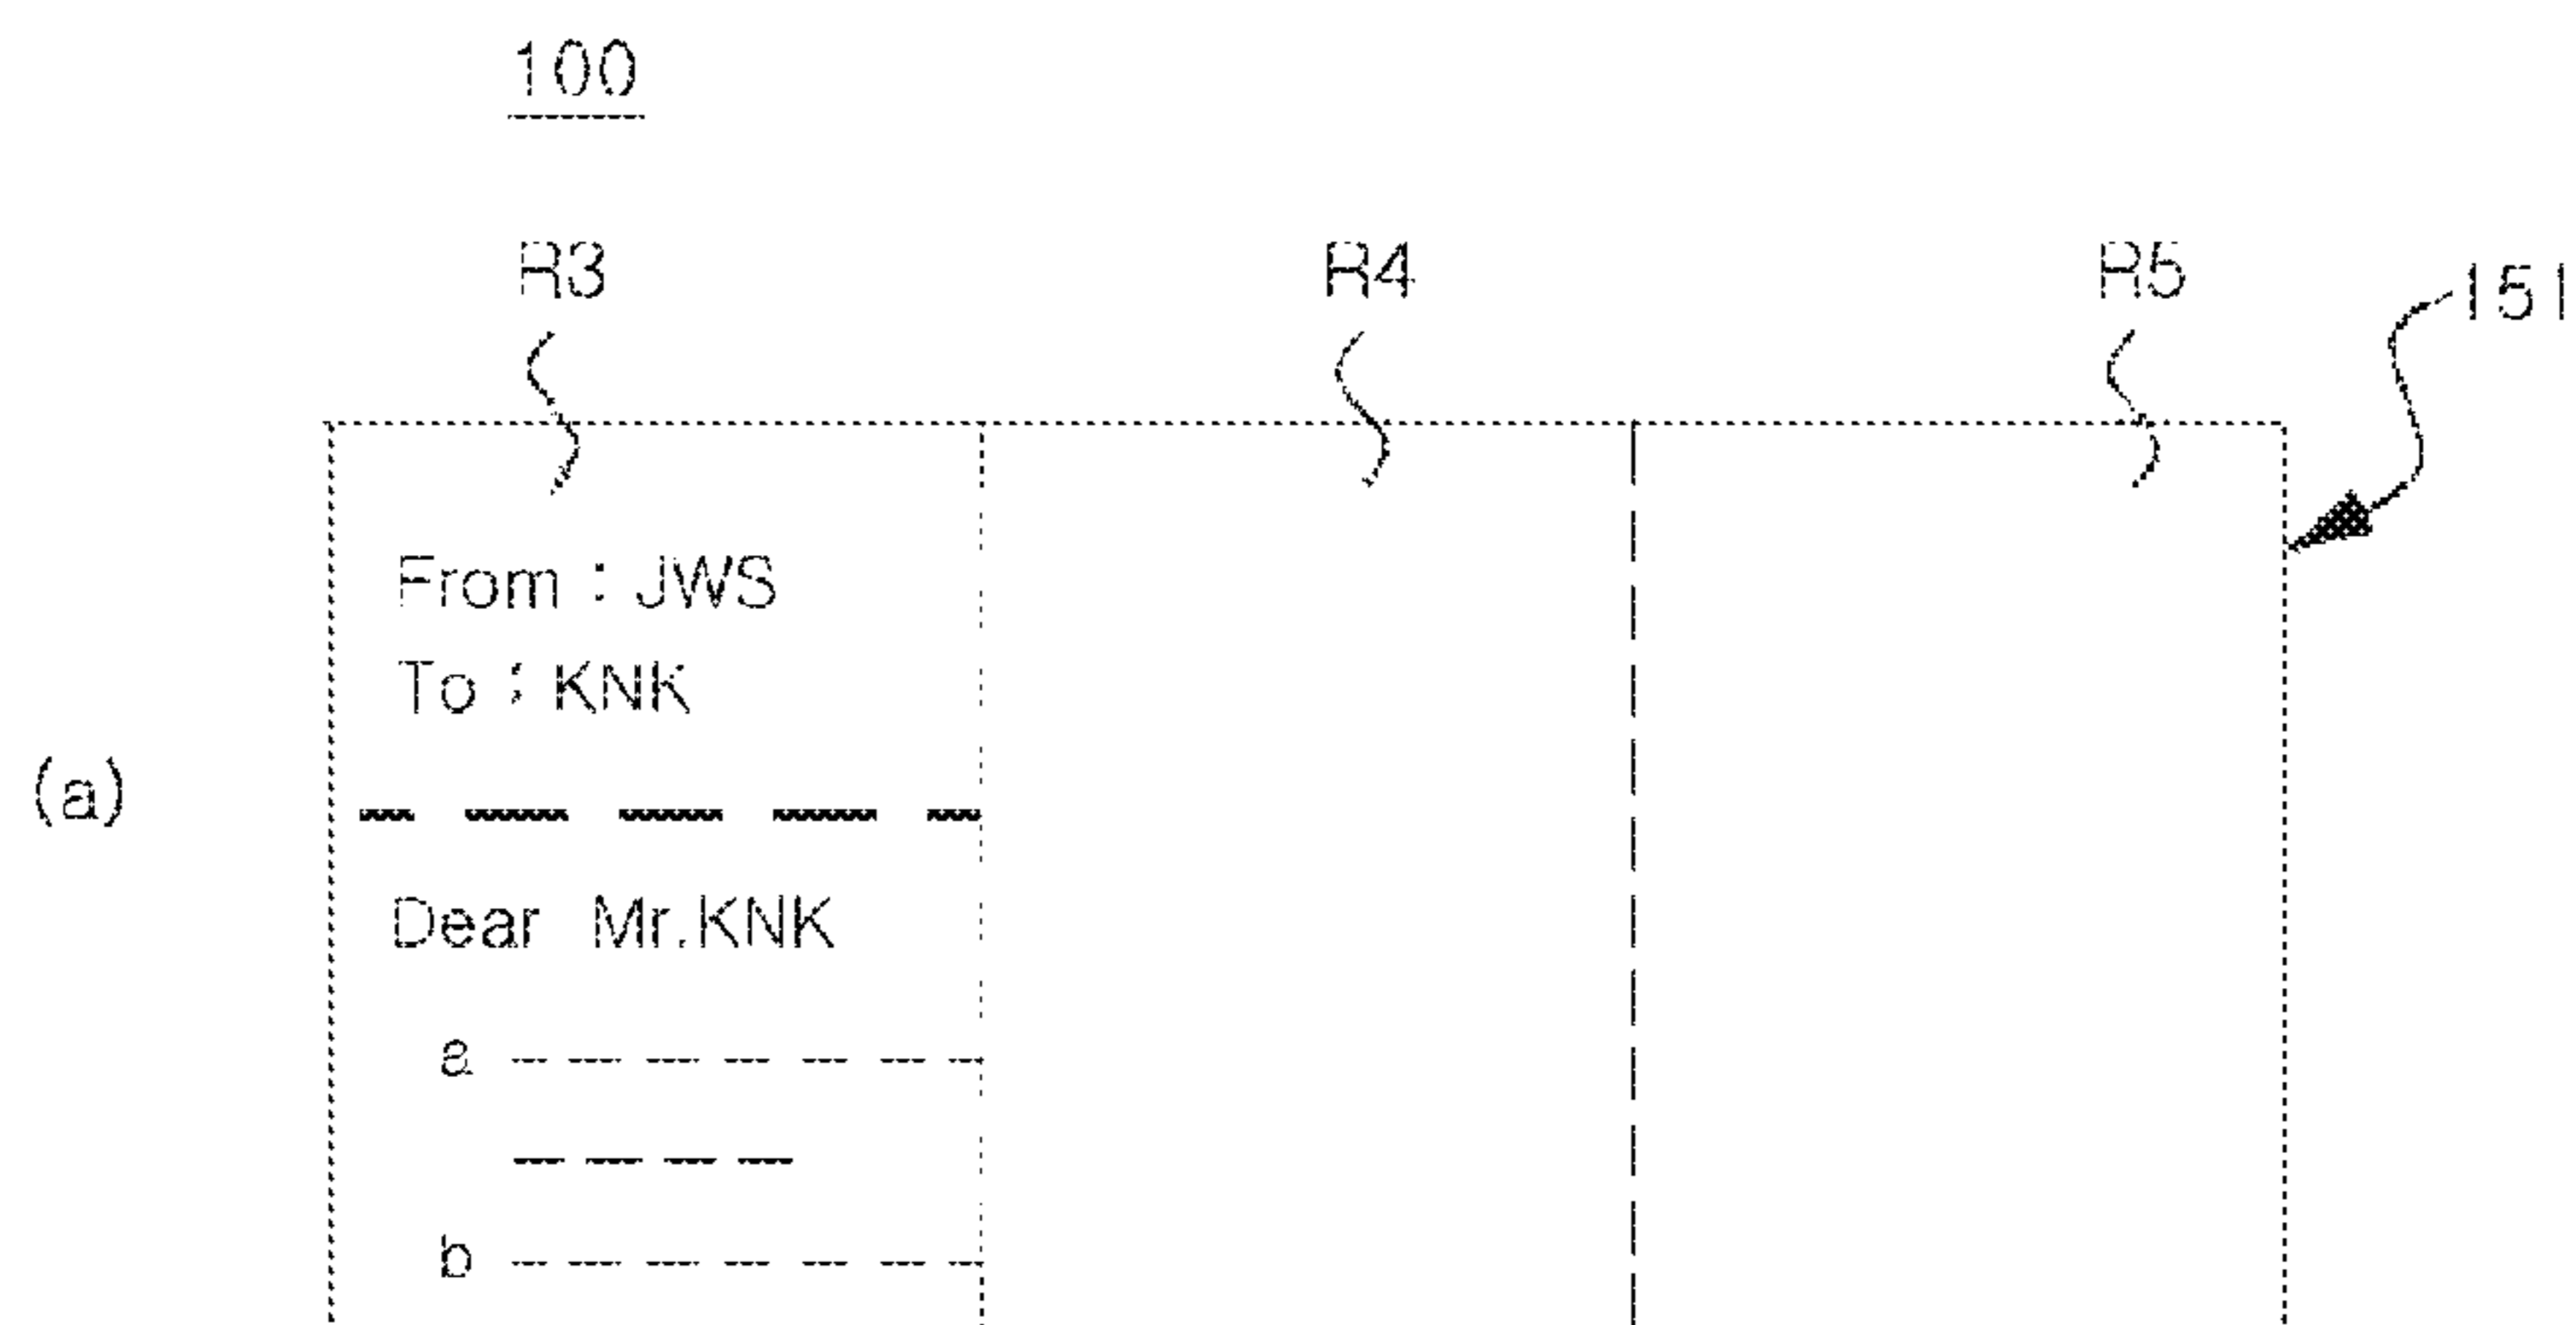 100
R3 R4 R5 151
From : JWS
To : KNK
(a)
Dear Mr.KNK
a
b